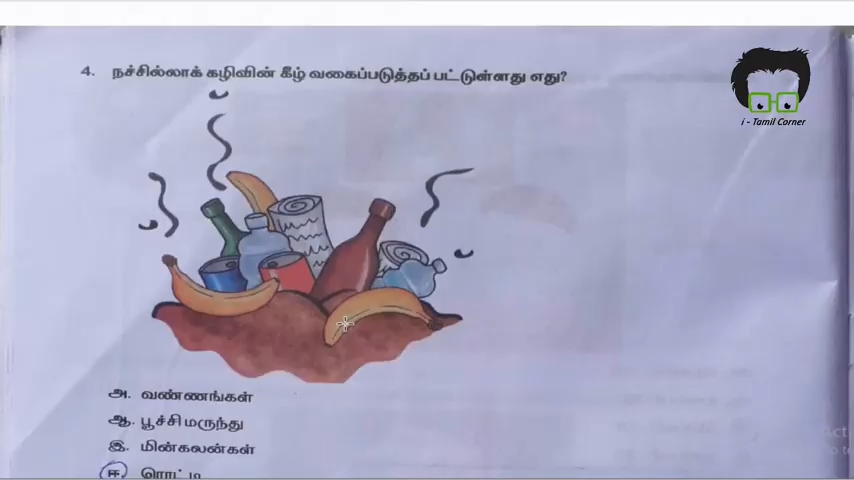 4. நச்சில்லாக் கழிவின் கீழ் வகைப்படுத்தப் பட்டுள்ளது எது?
i - Tamil Corner
அ. வண்ணங்கள்
ஆ. பூச்சி மருந்து
இ. மின்கலன்கள்
ஈ. ரொட்டி